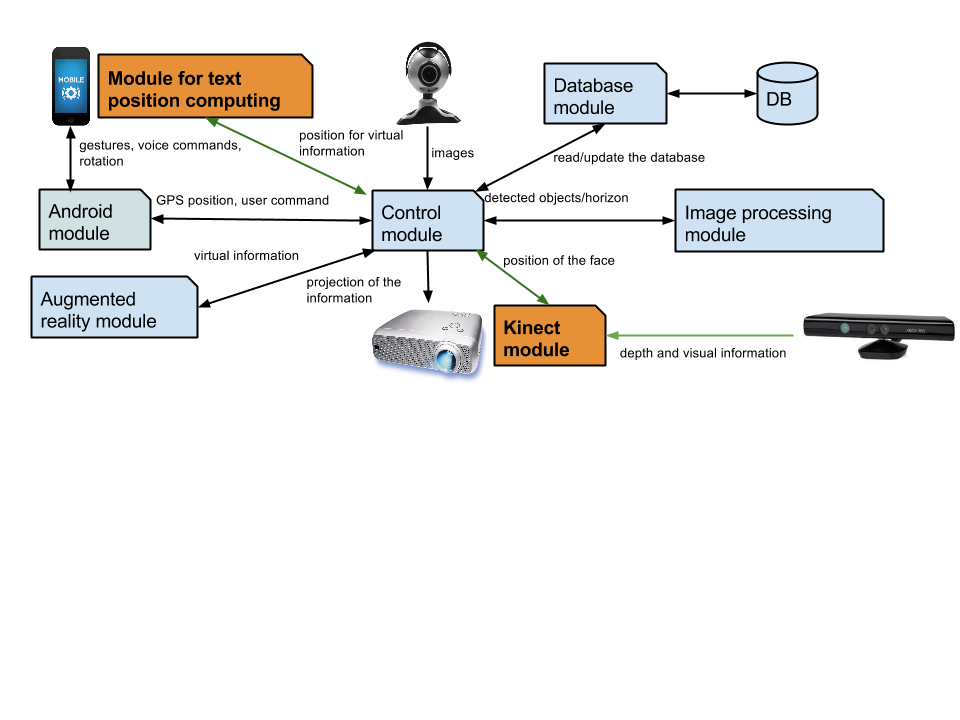 MOBILE
Module for text
position computing
Database
module
DB
position for virtual
information
gestures, voice commands,
rotation
images
read/update the database
GPS position, user command
detected objects/horizon
Android
module
Control
module
Image processing
module
virtual information
position of the face
projection of the
information
Augmented
reality module
Kinect
module
XBOX 360
depth and visual information